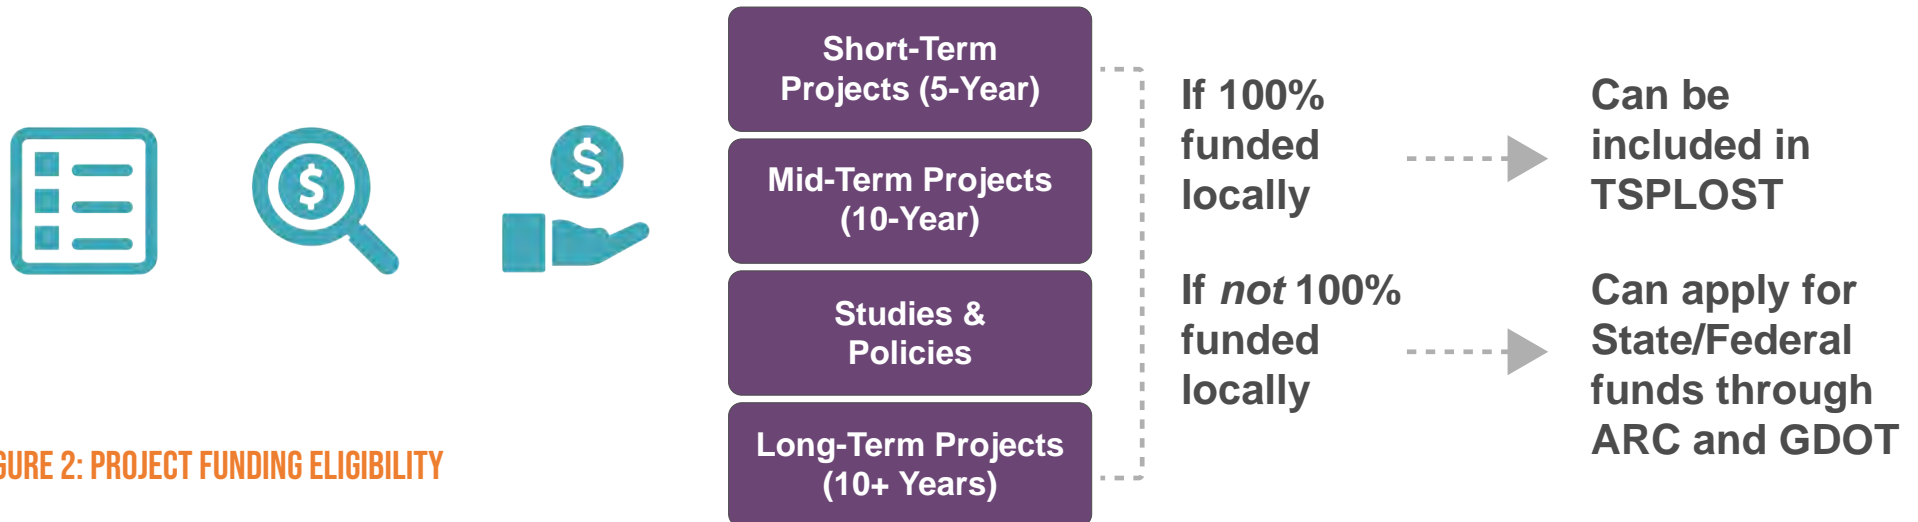 Short-Term
Projects (5-Year)
Mid-Term Projects
(10-Year)
Studies &
Policies
Long-Term Projects
(10+ Years)
If 100%
funded
locally
Can be
included in
TSPLOST
If not 100%
funded
locally
Can apply for
State/Federal
funds through
ARC and GDOT
$
$
GURE 2: PROJECT FUNDING ELIGIBILITY